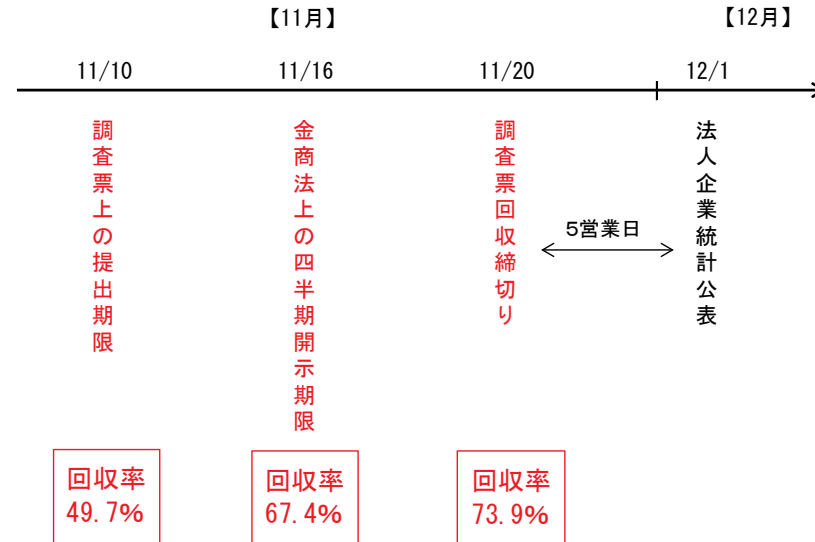 【11月】
【12月】
11/10
11/16
11/20
12/1
調査票上の提出期限
金商法上の四半期開示期限
調査票回収締切り
5営業日
法人企業統計公表
回収率
49.7%
回収率
67.4%
回収率
73.9%